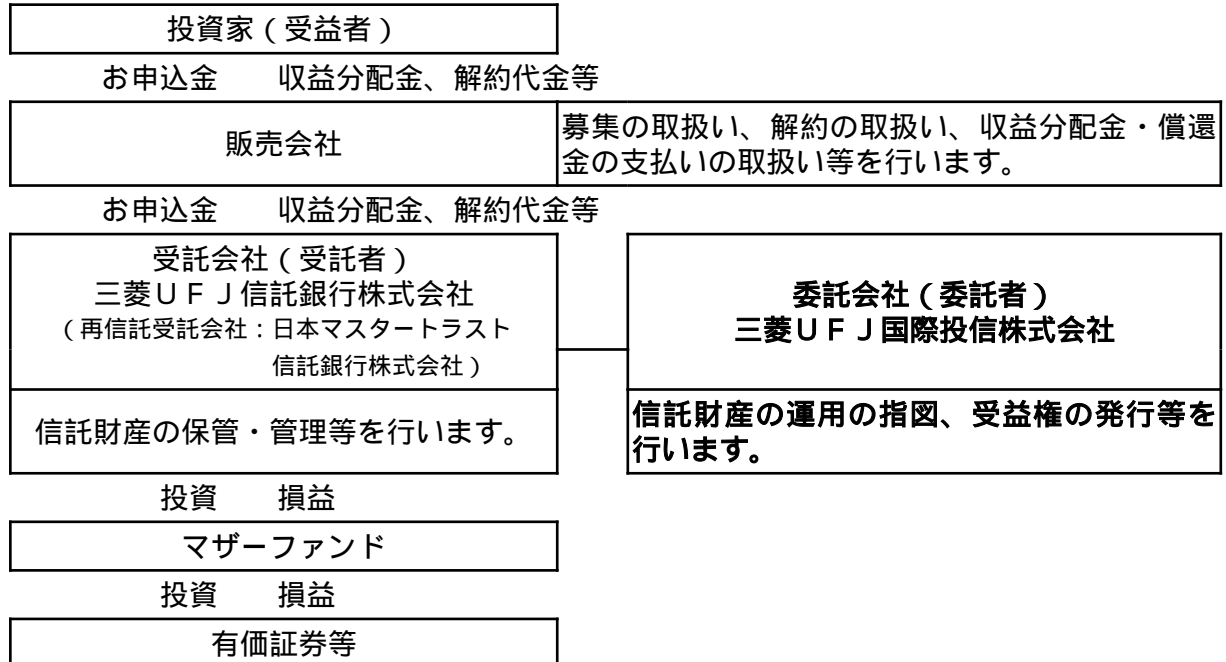 投資家（受益者）
お申込金　　収益分配金、解約代金等
販売会社
募集の取扱い、解約の取扱い、収益分配金・償還
金の支払いの取扱い等を行います。
お申込金　　収益分配金、解約代金等
受託会社（受託者）
三菱ＵＦＪ信託銀行株式会社
（再信託受託会社：日本マスタートラスト
信託銀行株式会社）
委託会社（委託者）
三菱ＵＦＪ国際投信株式会社
信託財産の保管・管理等を行います。
信託財産の運用の指図、受益権の発行等を
行います。
投資　　損益
マザーファンド
投資　　損益
有価証券等